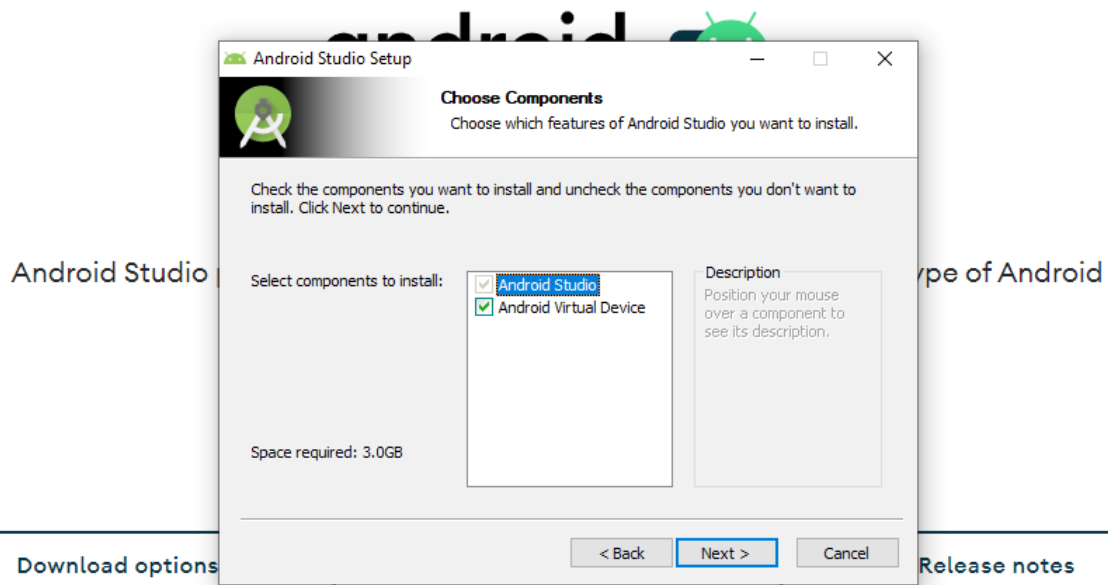 android
Android Studio Setup
Choose Components
Choose which features of Android Studio you want to install.
Check the components you want to install and uncheck the components you don't want to
install. Click Next to continue.
Android Studio
ype of Android
Select components to install:
Android Studio
Android Virtual Device
Description
Position your mouse
over a component to
see its description.
Space required: 3.0GB
< Back
Next >
Cancel
Download options
Release notes